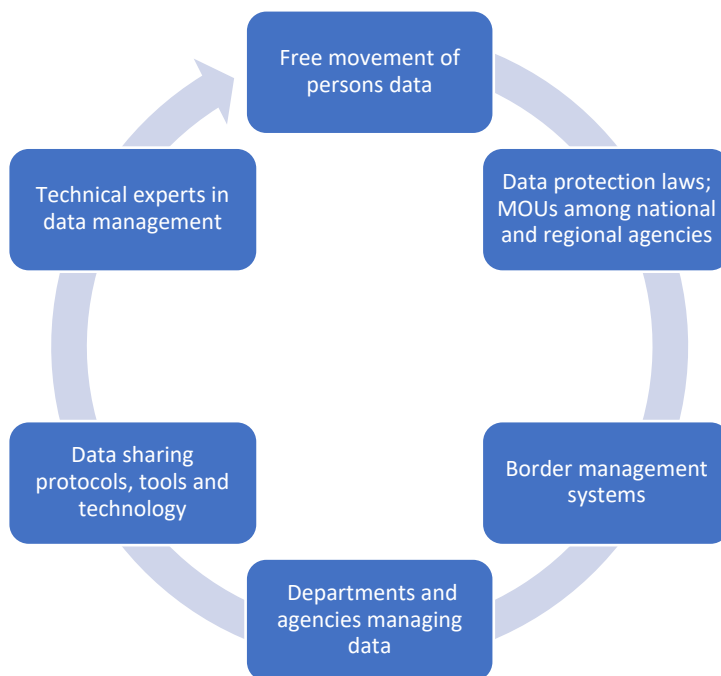 Free movement of
persons data
Data protection laws;
MOUs among national
and regional agencies
Border management
systems
Departments and
agencies managing
data
Data sharing
protocols, tools and
technology
Technical experts in
data management